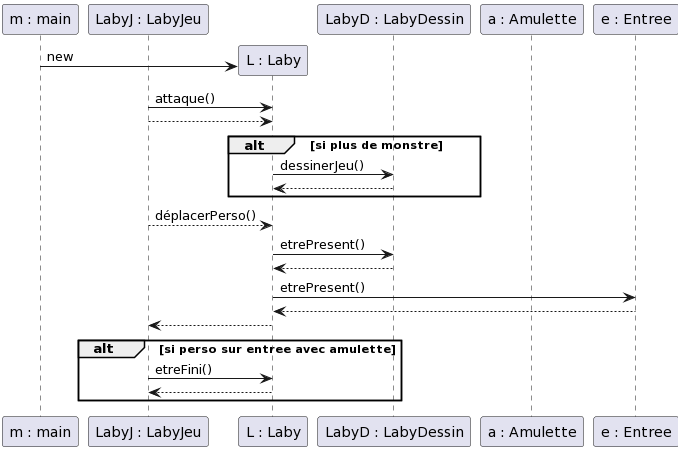 m : main
LabyJ : LabyJeu
LabyD : LabyDessin
a : Amulette
e : Entree
new
L : Laby
attaque()
alt
[si plus de monstre]
dessinerJeu()
déplacerPerso()
etrePresent()
etrePresent()
alt
[si perso sur entree avec amulette]
etreFini()
m : main
LabyJ : LabyJeu
L : Laby
LabyD : LabyDessin
a : Amulette
e : Entree